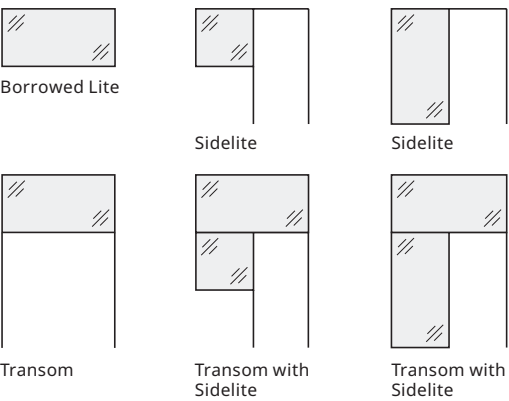 Borrowed Lite
Sidelite
Sidelite
Transom
Transom with
Sidelite
Transom with
Sidelite